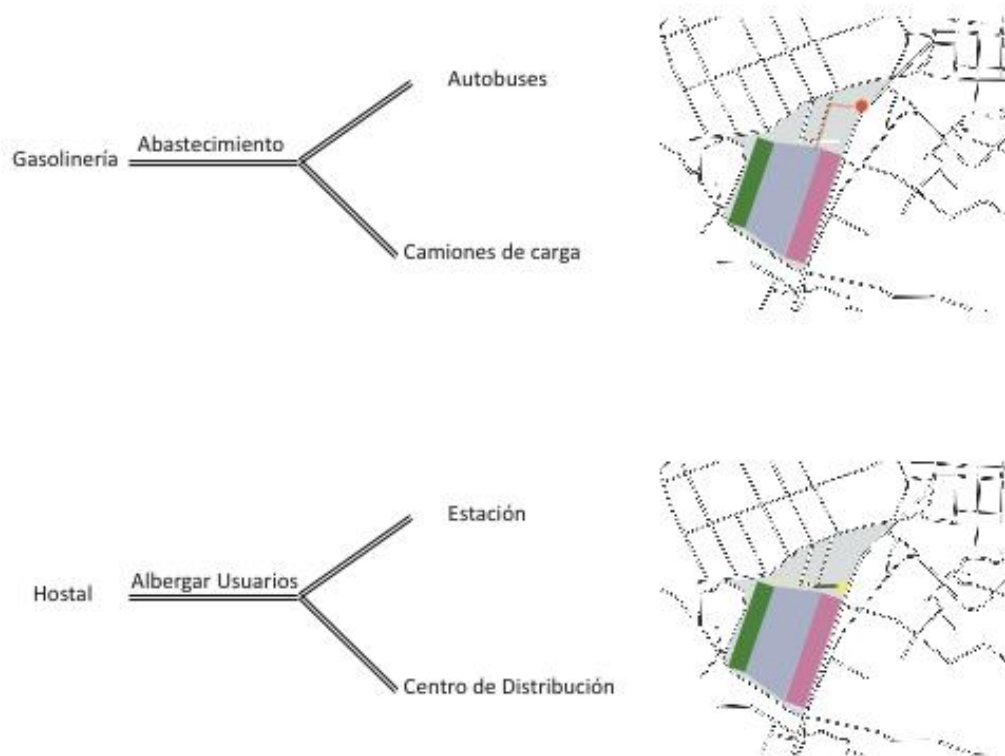 Autobuses
Abastecimiento
Gasolinería
Camiones de carga
Estación
Albergar Usuarios
Hostal
Centro de Distribución